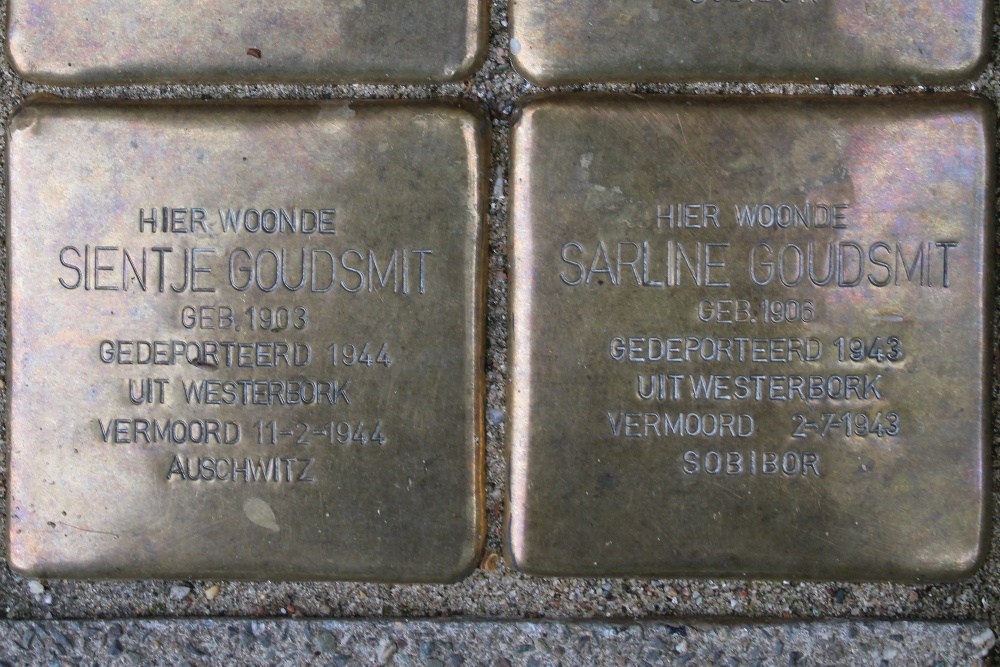 HIER WOONDE
SIENTJE GOUDSMIT
GEB. 1903
GEDEPORTEERD 1944
UIT WESTERBORK
VERMOORD 11-2-1944
AUSCHWITZ
HIER WOONDE
SARLINE GOUDSMIT
GEB. 1906
GEDEPORTEERD 1943
UIT WESTERBORK
VERMOORD 2-7-1943
SOBIBOR